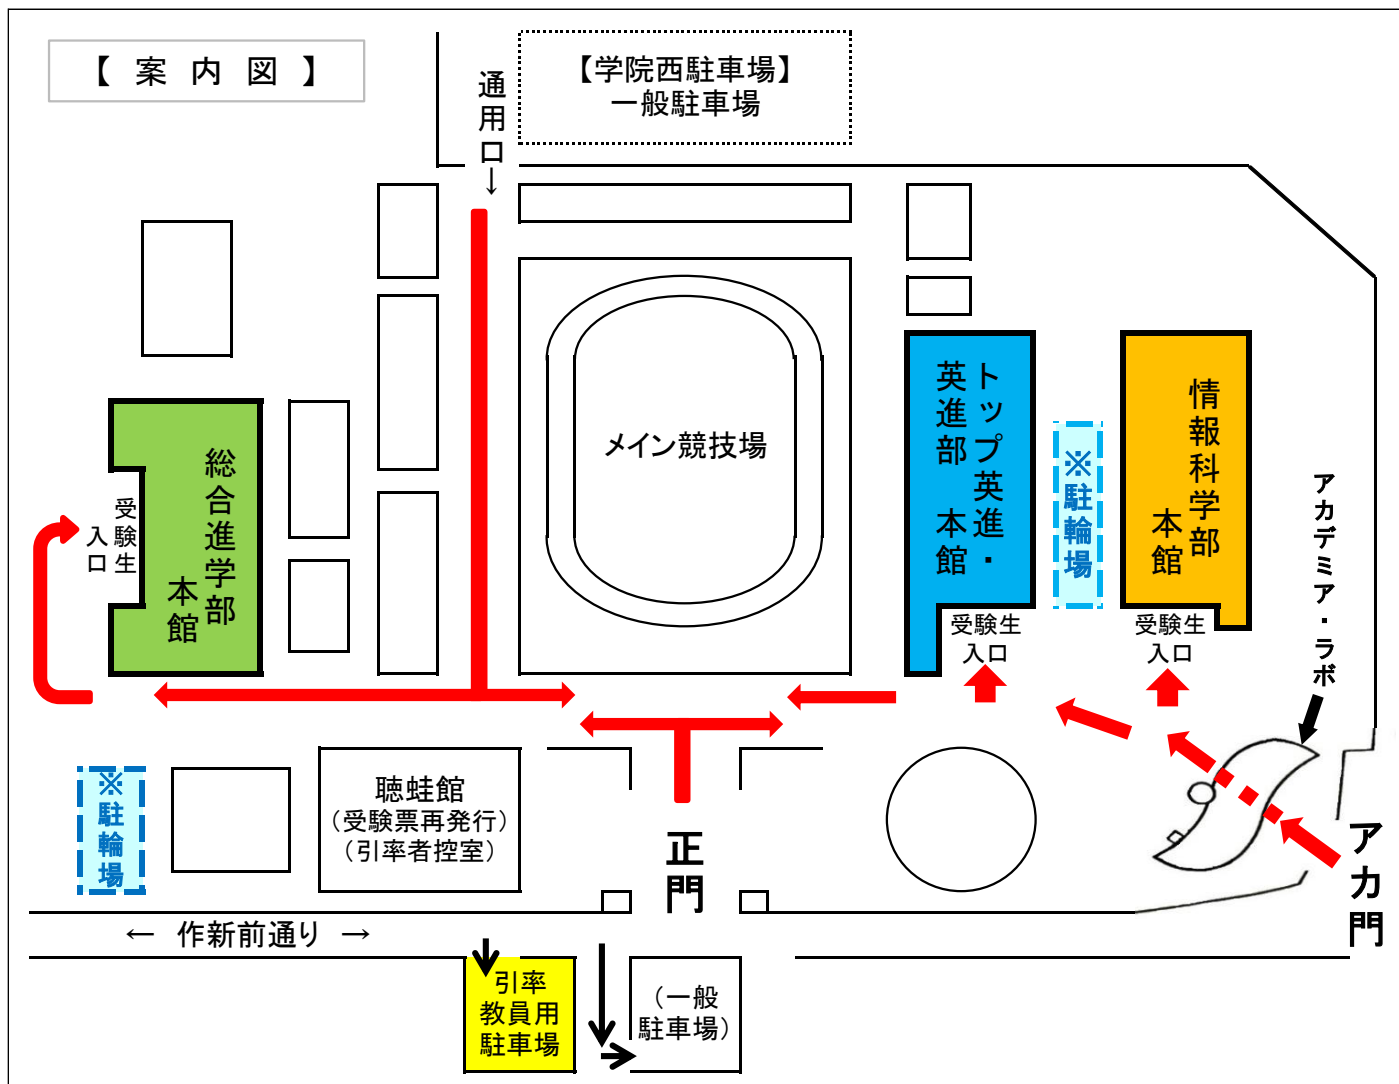 【 案 内 図 】
通用口
↓
【学院西駐車場】
一般駐車場
メイン競技場
トップ英進・
英進部 本館
情報科学部
本館
※駐輪場
アカデミア・ラボ
総合進学部
本館
受験生
入口
受験生
入口
受験生
入口
※駐輪場
聴蛙館
（受験票再発行）
（引率者控室）
正門
アカ門
← 作新前通り →
引率
教員用
駐車場
（一般
駐車場）